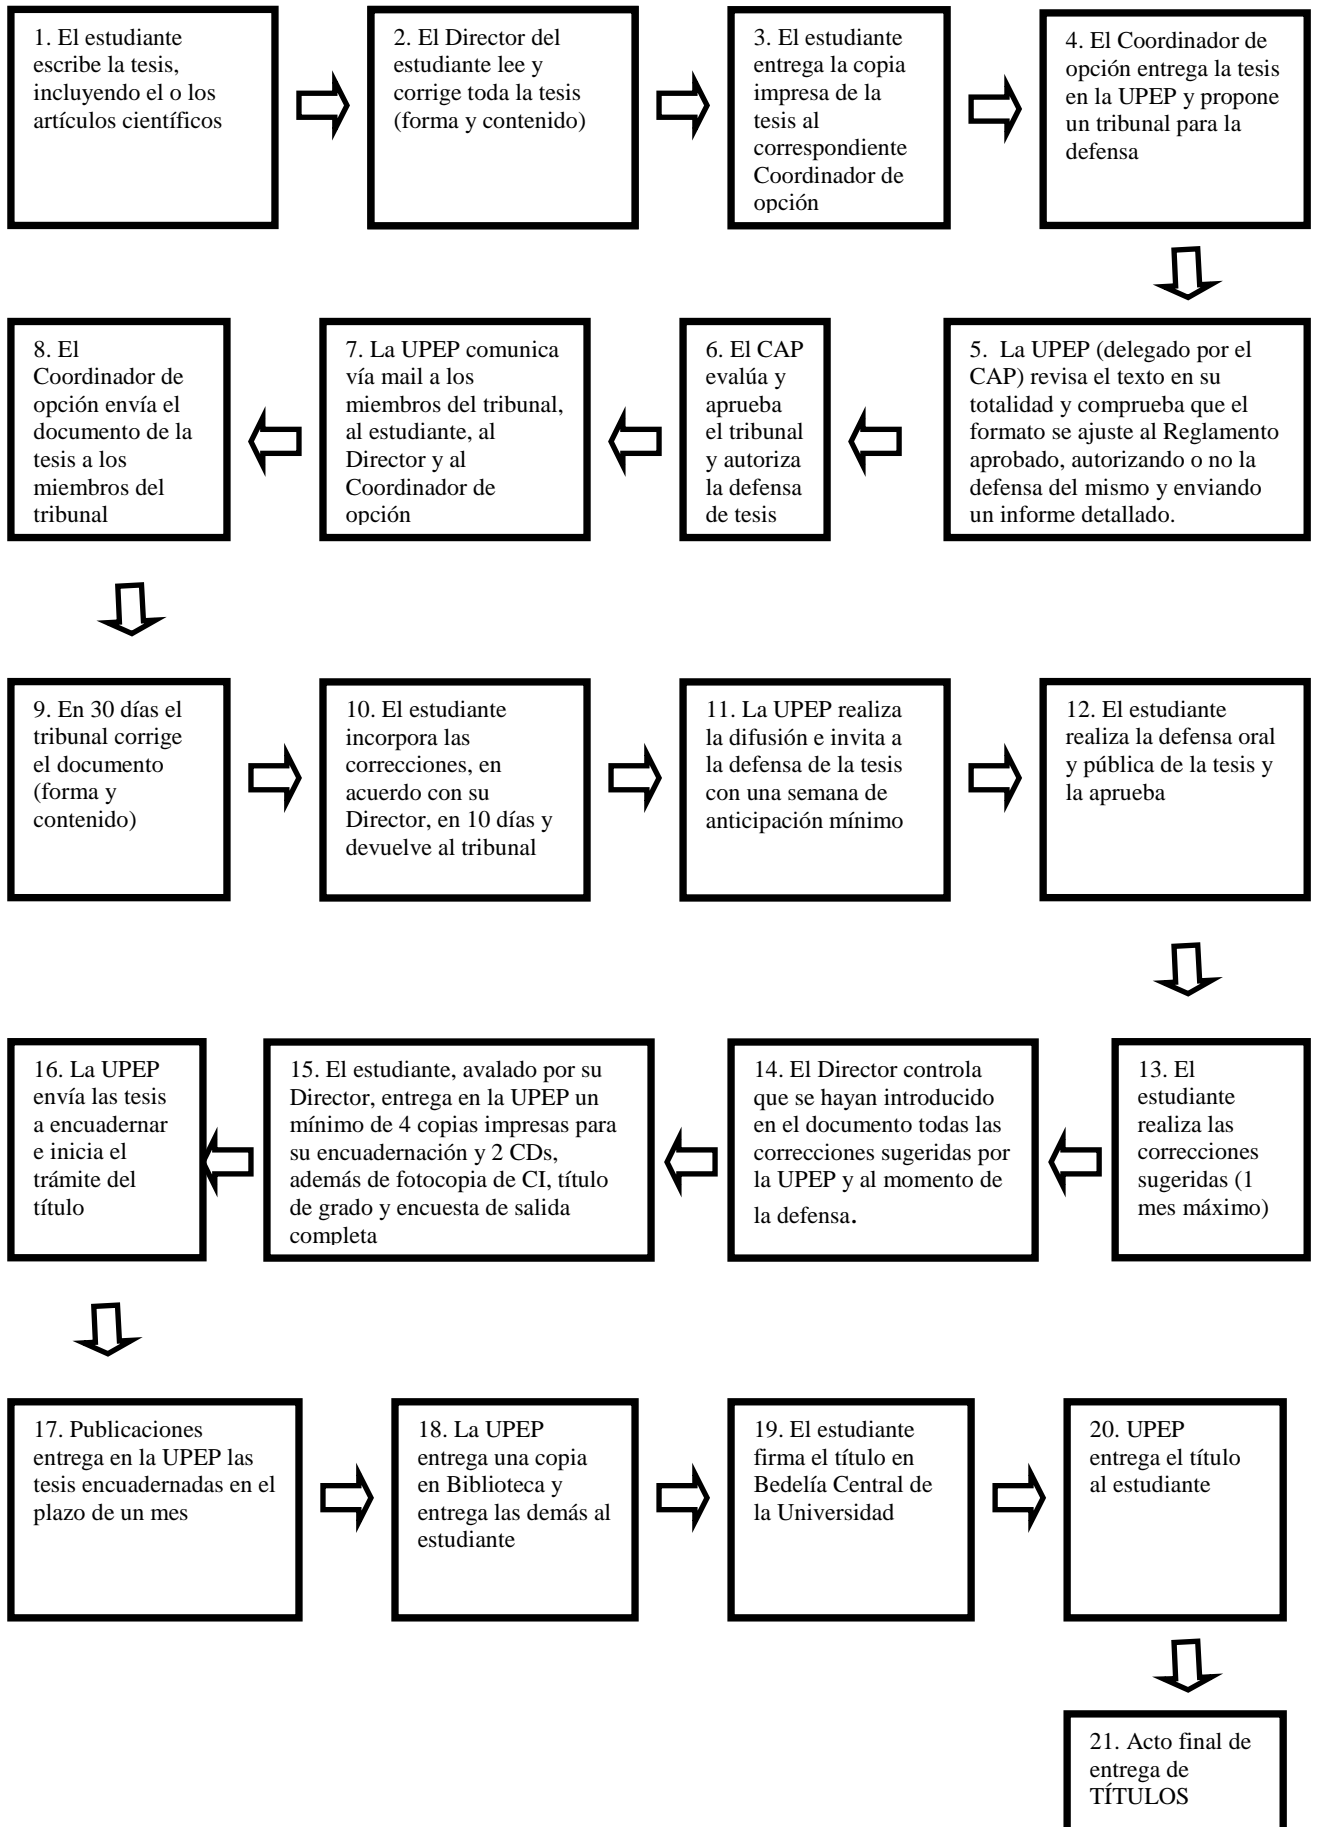 1. El estudiante
escribe la tesis,
incluyendo el o los
artículos científicos
2. El Director del
estudiante lee y
corrige toda la tesis
(forma y contenido)
3. El estudiante
entrega la copia
impresa de la
tesis al
correspondiente
Coordinador de
opción
4. El Coordinador de
opción entrega la tesis
en la UPEP y propone
un tribunal para la
defensa
5. La UPEP (delegado por el
CAP) revisa el texto en su
totalidad y comprueba que el
formato se ajuste al Reglamento
aprobado, autorizando o no la
defensa del mismo y enviando
un informe detallado.
6. El CAP
evalúa y
aprueba
el tribunal
y autoriza
la defensa
de tesis
7. La UPEP comunica
vía mail a los
miembros del tribunal,
al estudiante, al
Director y al
Coordinador de
opción
8. El
Coordinador de
opción envía el
documento de la
tesis a los
miembros del
tribunal
9. En 30 días el
tribunal corrige
el documento
(forma y
contenido)
10. El estudiante
incorpora las
correcciones, en
acuerdo con su
Director, en 10 días y
devuelve al tribunal
11. La UPEP realiza
la difusión e invita a
la defensa de la tesis
con una semana de
anticipación mínimo
12. El estudiante
realiza la defensa oral
y pública de la tesis y
la aprueba
13. El
estudiante
realiza las
correcciones
sugeridas (1
mes máximo)
14. El Director controla
que se hayan introducido
en el documento todas las
correcciones sugeridas por
la UPEP y al momento de
la defensa.
15. El estudiante, avalado por su
Director, entrega en la UPEP un
mínimo de 4 copias impresas para
su encuadernación y 2 CDs,
además de fotocopia de CI, título
de grado y encuesta de salida
completa
16. La UPEP
envía las tesis
a encuadernar
e inicia el
trámite del
título
17. Publicaciones
entrega en la UPEP las
tesis encuadernadas en el
plazo de un mes
18. La UPEP
entrega una copia
en Biblioteca y
entrega las demás al
estudiante
19. El estudiante
firma el título en
Bedelía Central de
la Universidad
20. UPEP
entrega el título
al estudiante
21. Acto final de
entrega de
TÍTULOS